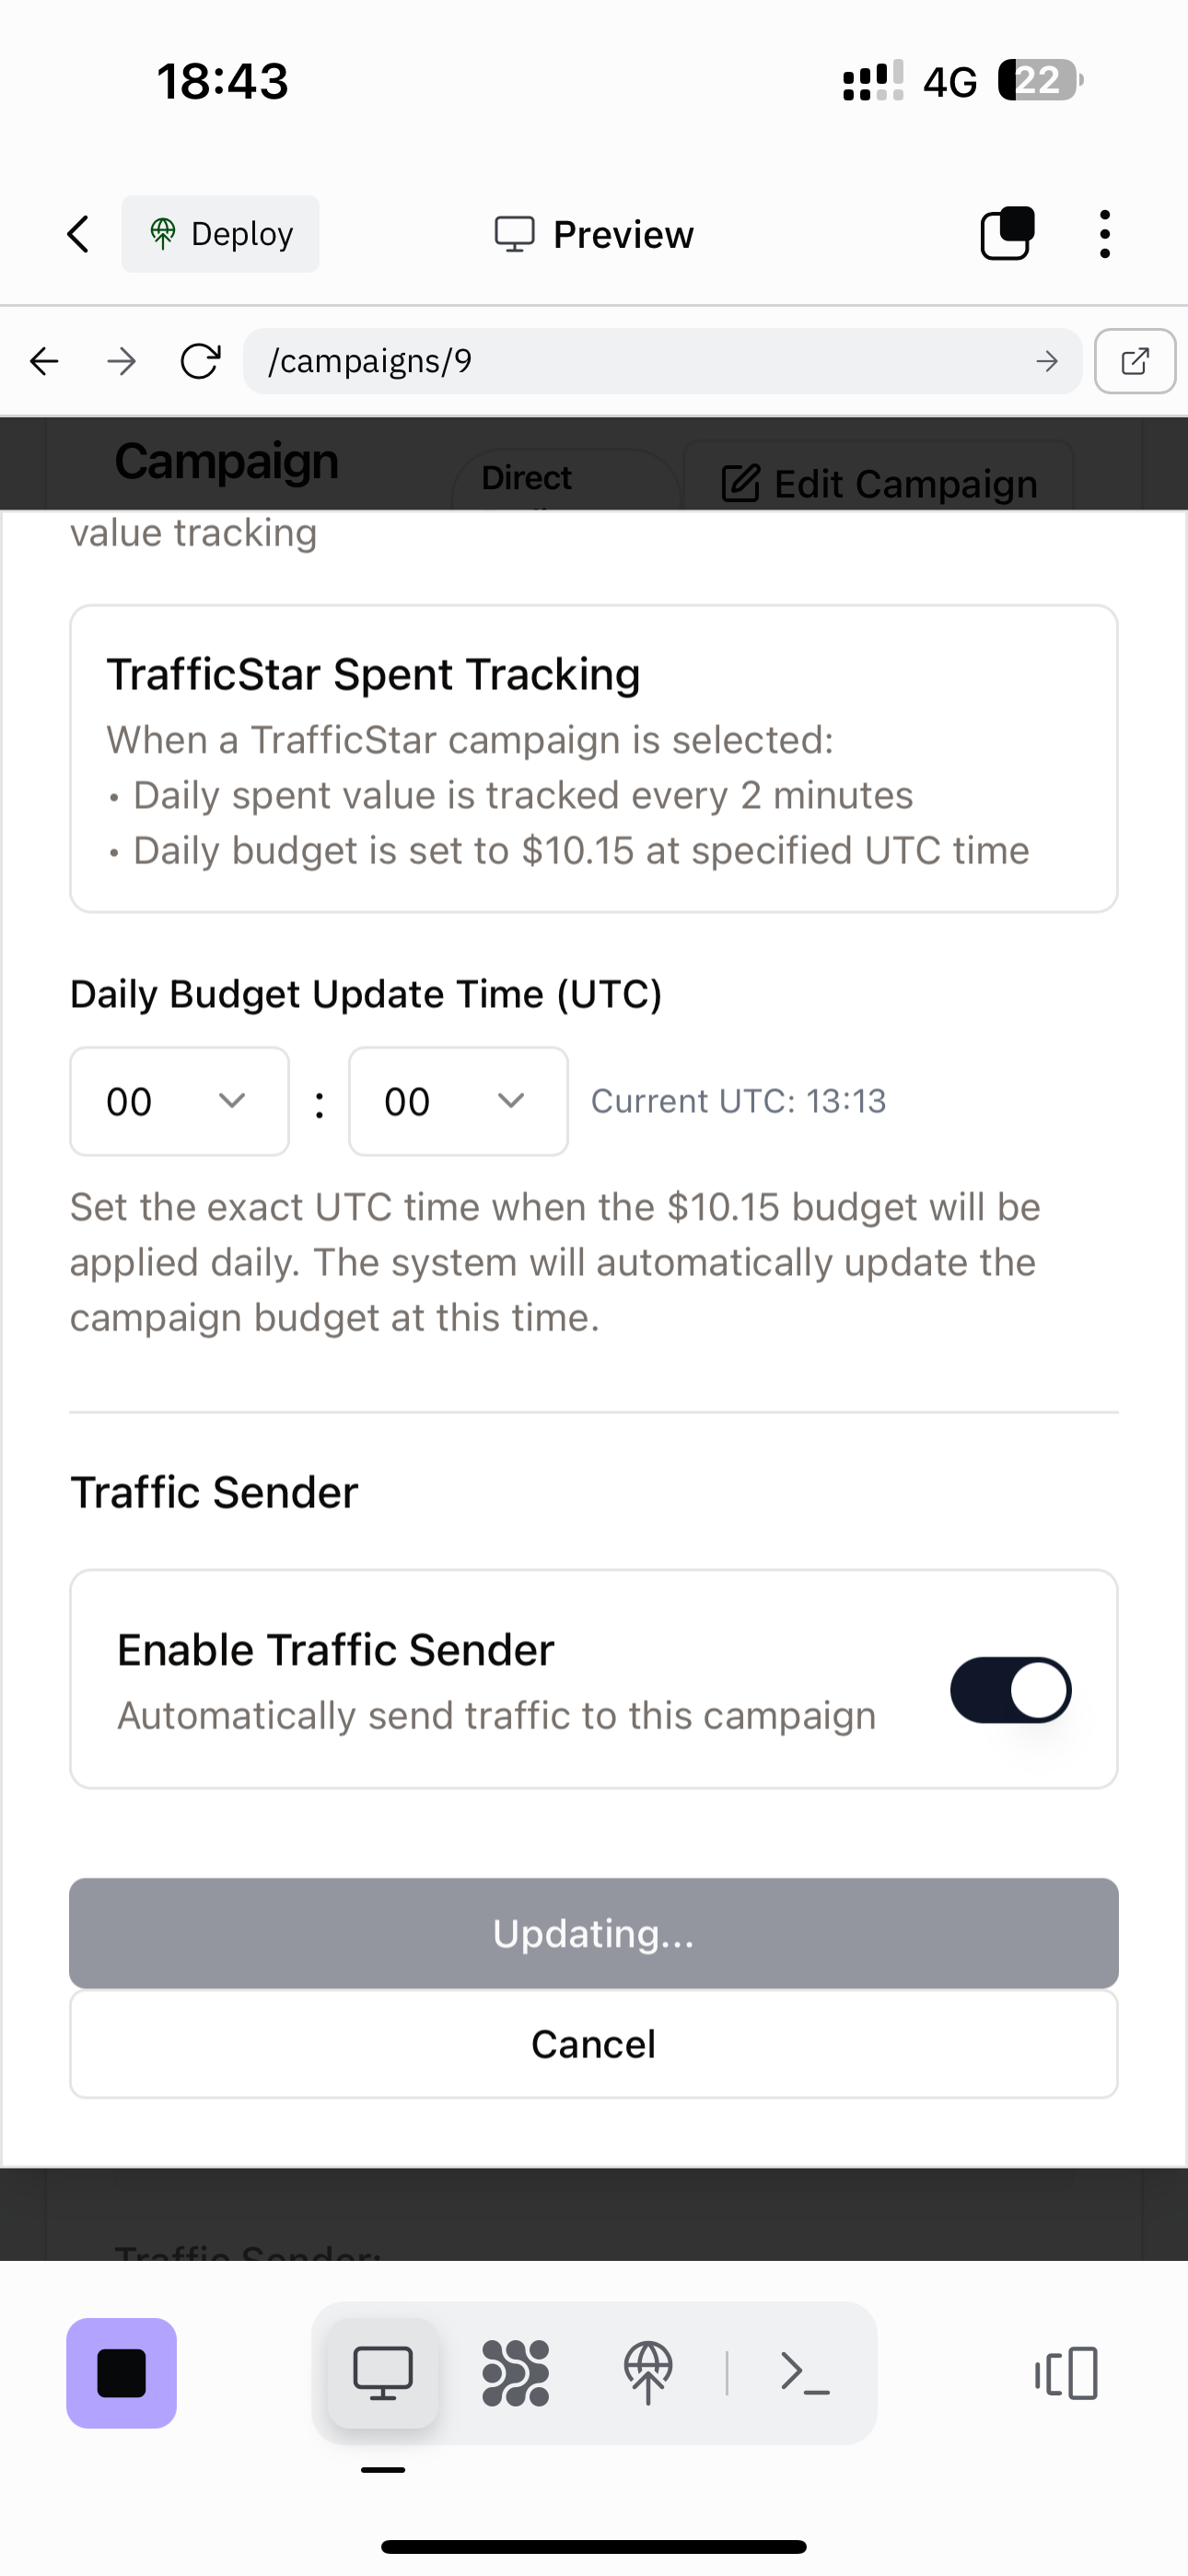 18:43
4G 22
Deploy
Preview
/campaigns/9
Campaign
Direct
Edit Campaign
value tracking
TrafficStar Spent Tracking
When a TrafficStar campaign is selected:
• Daily spent value is tracked every 2 minutes
• Daily budget is set to $10.15 at specified UTC time
Daily Budget Update Time (UTC)
00 : 00 Current UTC: 13:13
Set the exact UTC time when the $10.15 budget will be
applied daily. The system will automatically update the
campaign budget at this time.
Traffic Sender
Enable Traffic Sender
Automatically send traffic to this campaign
Updating...
Cancel
Traffic Sender: